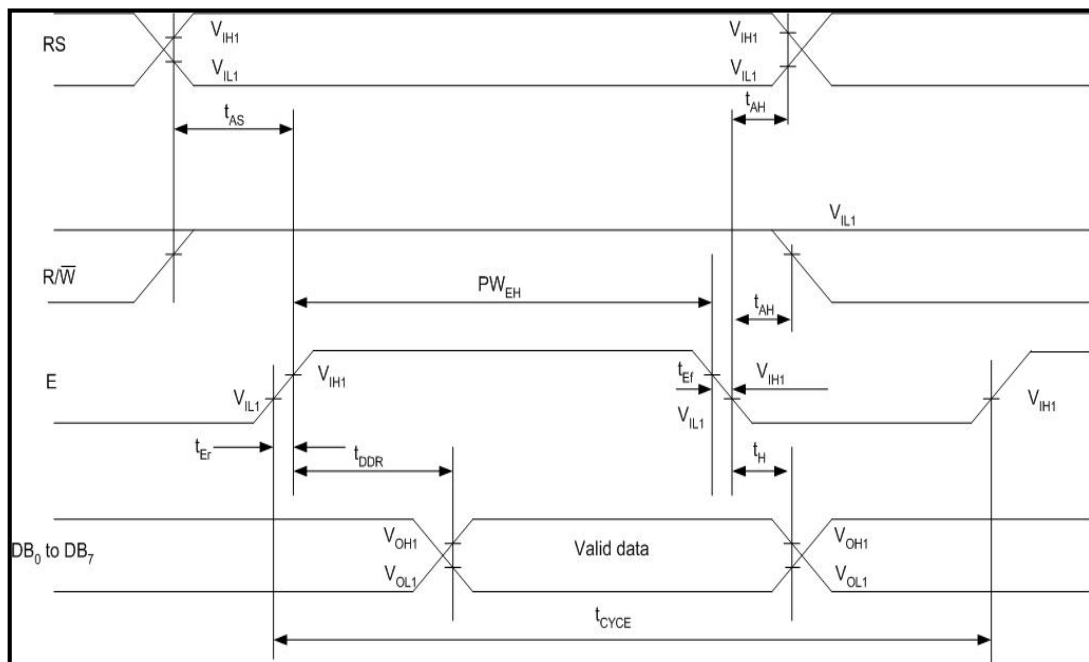 RS
V_IH1
V_IL1
V_IH1
V_IL1
t_AS
t_AH
V_IL1
R/W̅
PW_EH
t_AH
E
V_IH1
V_IL1
t_Ef
V_IH1
V_IL1
V_IH1
t_Er
t_DDR
t_H
DB_0 to DB_7
V_OH1
V_OL1
Valid data
V_OH1
V_OL1
t_CYCE